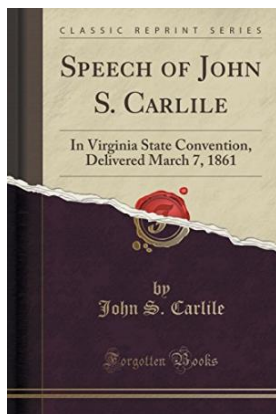 CLASSIC REPRINT SERIES
SPEECH OF JOHN
S. CARLILE
In Virginia State Convention,
Delivered March 7, 1861
by
John S. Carlile
Forgotten Books